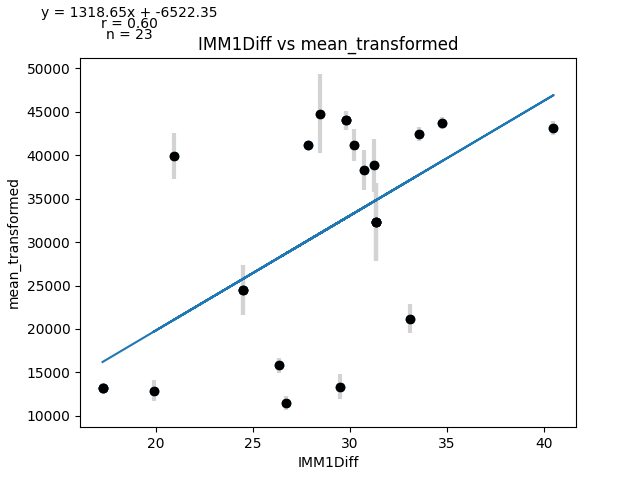 y = 1318.65x + -6522.35
r = 0.60
n = 23
IMM1Diff vs mean_transformed
50000
45000
40000
35000
30000
25000
20000
15000
10000
mean_transformed
20 25 30 35 40
IMM1Diff